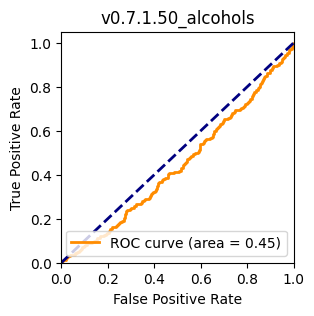 v0.7.1.50_alcohols
True Positive Rate
1.0
0.8
0.6
0.4
0.2
0.0
ROC curve (area = 0.45)
0.0 0.2 0.4 0.6 0.8 1.0
False Positive Rate